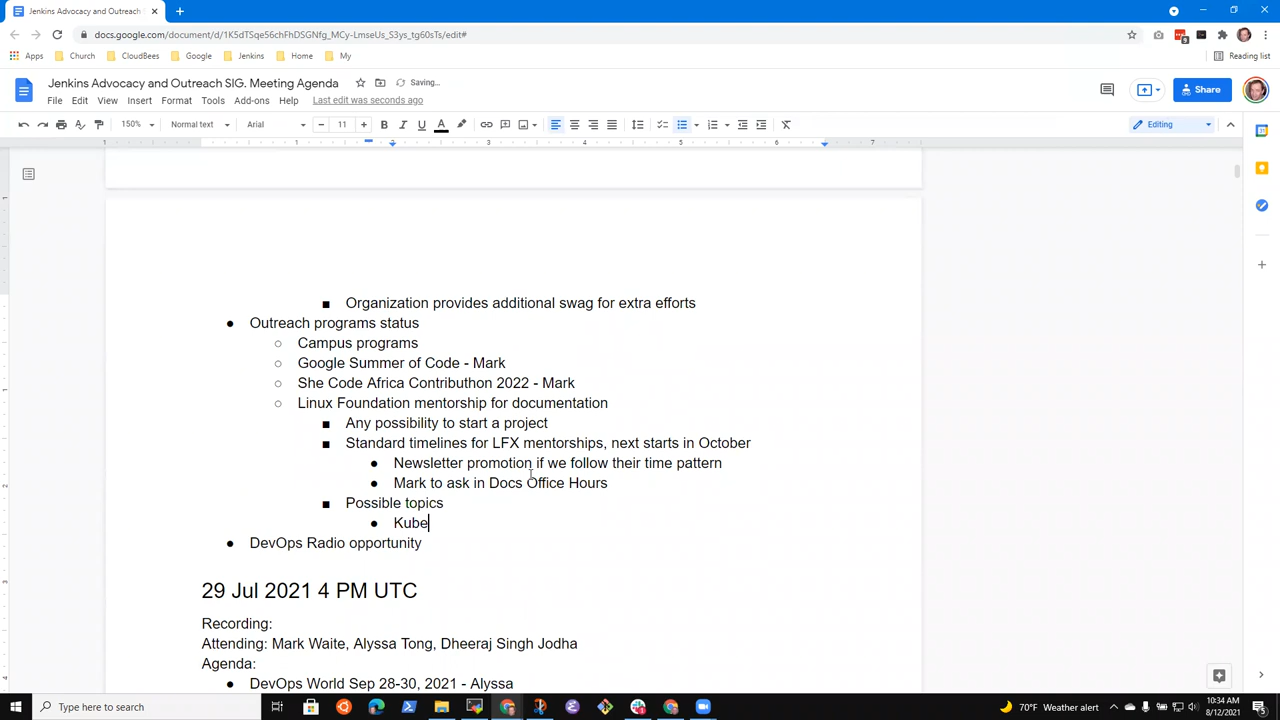 Jenkins Advocacy and Outreach S
docs.google.com/document/d/1K5dTSqe56chFhDSGNfg_MCy-LmseUs_S3ys_tg60sTs/edit#
Apps Church CloudBees Google Jenkins Home My Reading list
Jenkins Advocacy and Outreach SIG. Meeting Agenda Saving...
File Edit View Insert Format Tools Add-ons Help Last edit was seconds ago
Share
150% Normal text Arial 11 B I U A Editing
1 2 3 4 5 6 7
■ Organization provides additional swag for extra efforts
● Outreach programs status
○ Campus programs
○ Google Summer of Code - Mark
○ She Code Africa Contributhon 2022 - Mark
○ Linux Foundation mentorship for documentation
■ Any possibility to start a project
■ Standard timelines for LFX mentorships, next starts in October
● Newsletter promotion if we follow their time pattern
● Mark to ask in Docs Office Hours
■ Possible topics
● Kube
● DevOps Radio opportunity
29 Jul 2021 4 PM UTC
Recording:
Attending: Mark Waite, Alyssa Tong, Dheeraj Singh Jodha
Agenda:
● DevOps World Sep 28-30, 2021 - Alyssa
Type here to search
70°F Weather alert
10:34 AM
8/12/2021